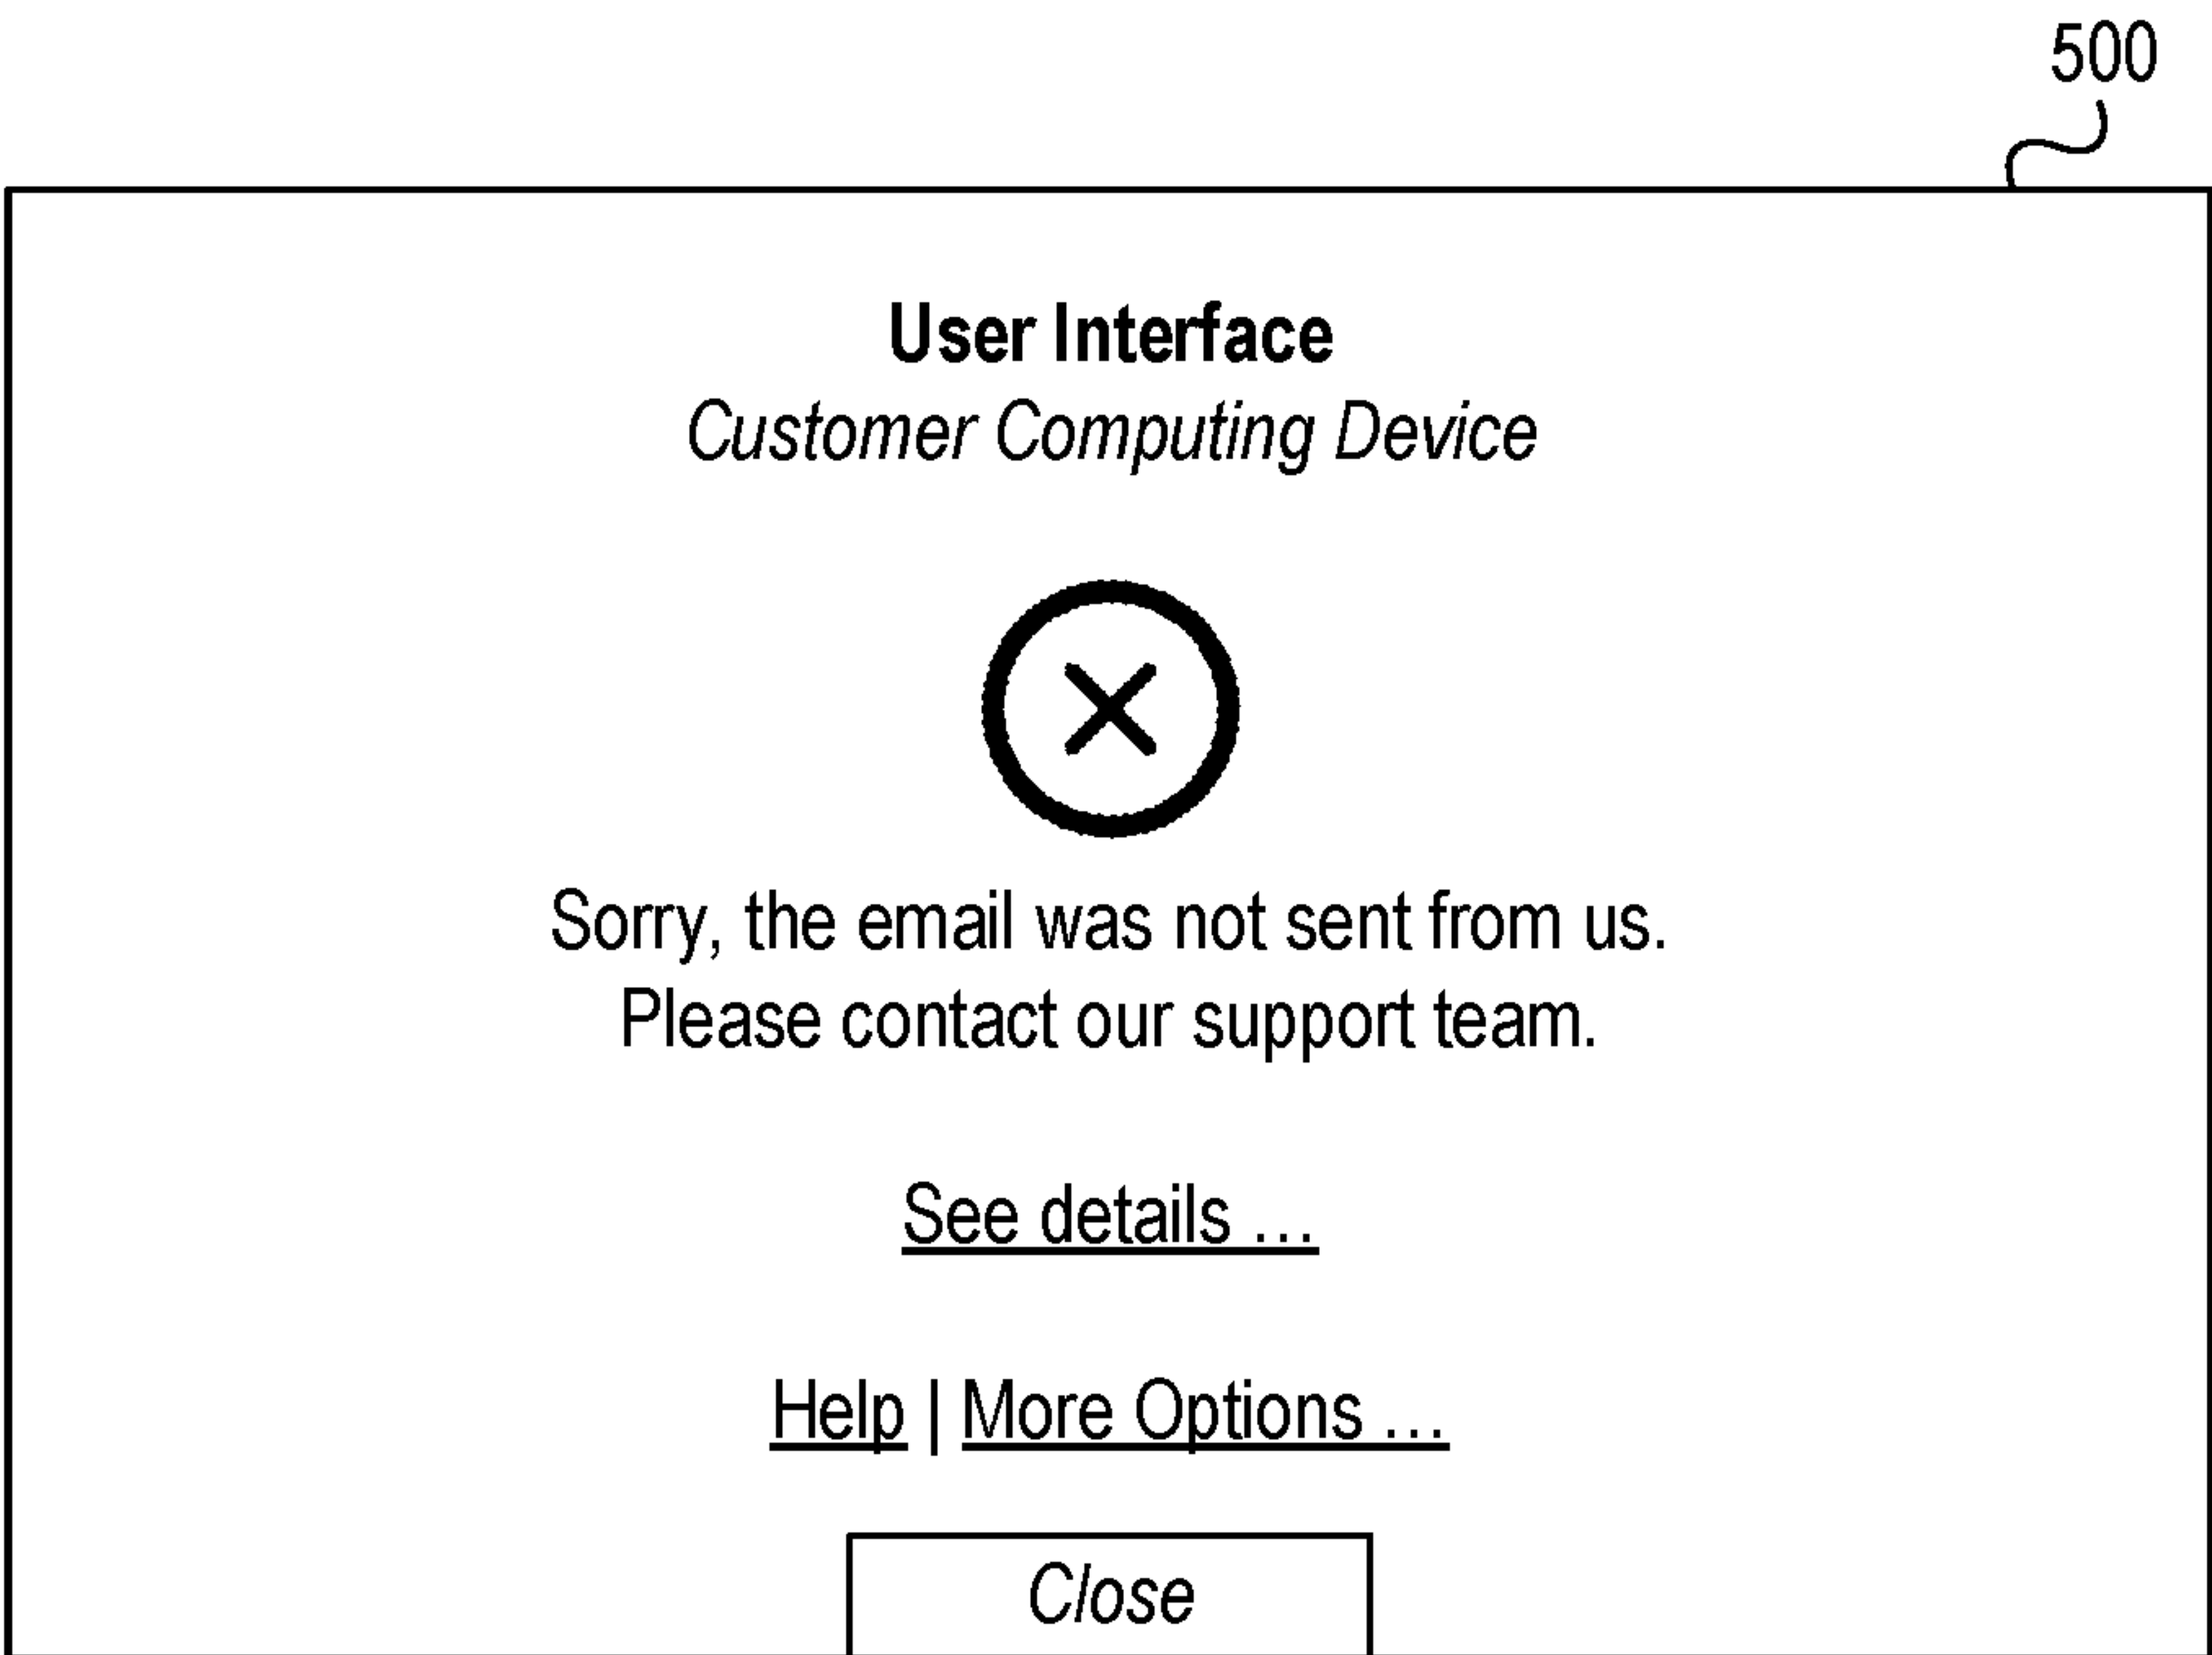 500
User Interface
Customer Computing Device
Sorry, the email was not sent from us.
Please contact our support team.
See details ...
Help | More Options ...
Close